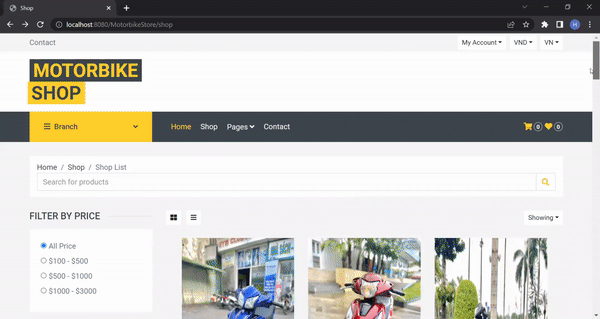 Shop
localhost:8080/MotorbikeStore/shop
H
Contact
My Account
VND
VN
MOTORBIKE
SHOP
Branch
Home
Shop
Pages
Contact
0
0
Home / Shop / Shop List
Search for products
FILTER BY PRICE
Showing
All Price
$100 - $500
$500 - $1000
$1000 - $3000